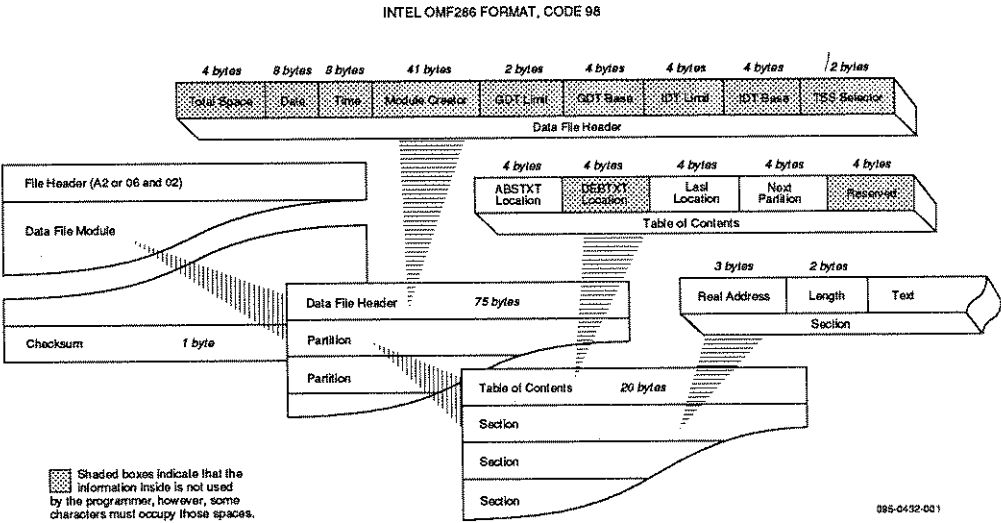 INTEL OMF286 FORMAT, CODE 98
4 bytes 8 bytes 8 bytes 41 bytes 2 bytes 4 bytes 4 bytes 4 bytes 2 bytes
Total Space Date Time Module Creator GDT Limit GDT Base IDT Limit IDT Base TSS Selector
Data File Header
4 bytes 4 bytes 4 bytes 4 bytes 4 bytes
ABSTXT Location DEBTXT Location Last Location Next Partition Reserved
Table of Contents
File Header (A2 or 06 and 02)
Data File Module
Checksum 1 byte
3 bytes 2 bytes
Real Address Length Text
Section
Data File Header 75 bytes
Partition
Partition
Table of Contents 20 bytes
Section
Section
Section
Shaded boxes indicate that the
information inside is not used
by the programmer, however, some
characters must occupy those spaces.
095-0432-001